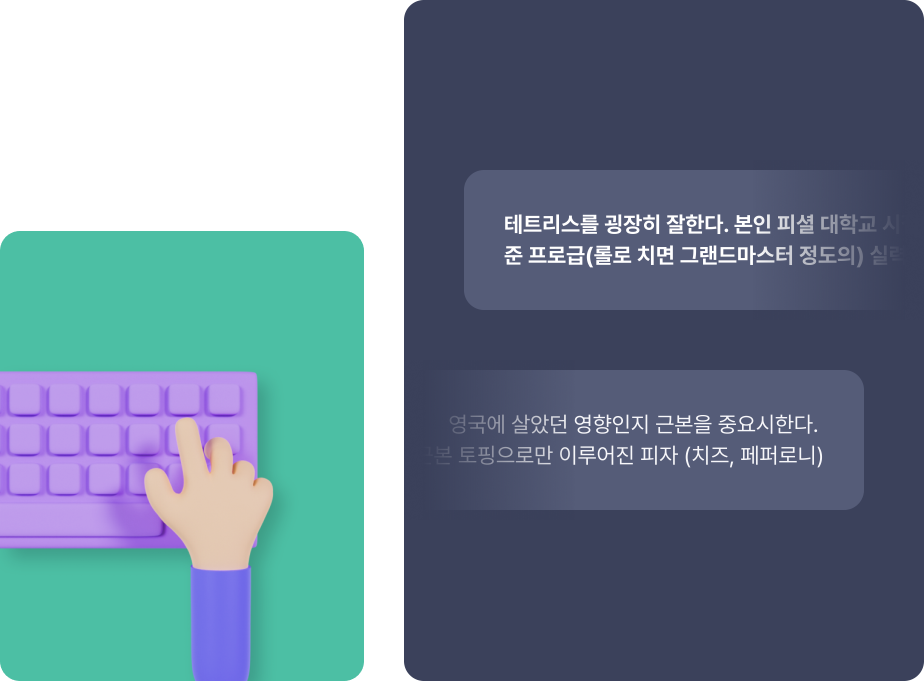 테트리스를 굉장히 잘한다. 본인 피셜 대학교 시
준 프로급(롤로 치면 그랜드마스터 정도의) 실력
영국에 살았던 영향인지 근본을 중요시한다.
근본 토핑으로만 이루어진 피자 (치즈, 페퍼로니)